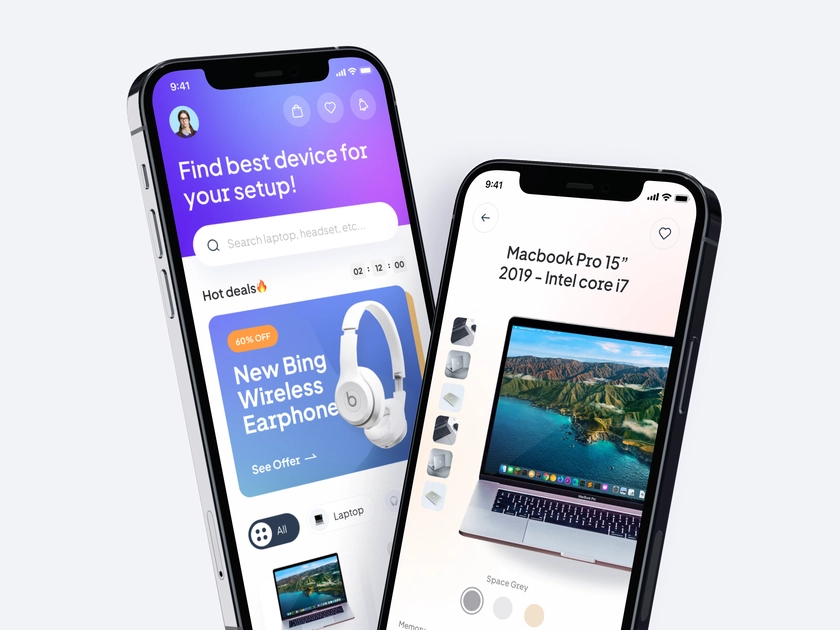 9:41
Find best device for
your setup!
Search laptop, headset, etc...
Hot deals🔥
02 : 12 : 00
60% OFF
New Bing
Wireless
Earphone
See Offer →
All
Laptop
9:41
Macbook Pro 15”
2019 - Intel core i7
MacBook Pro
Space Grey